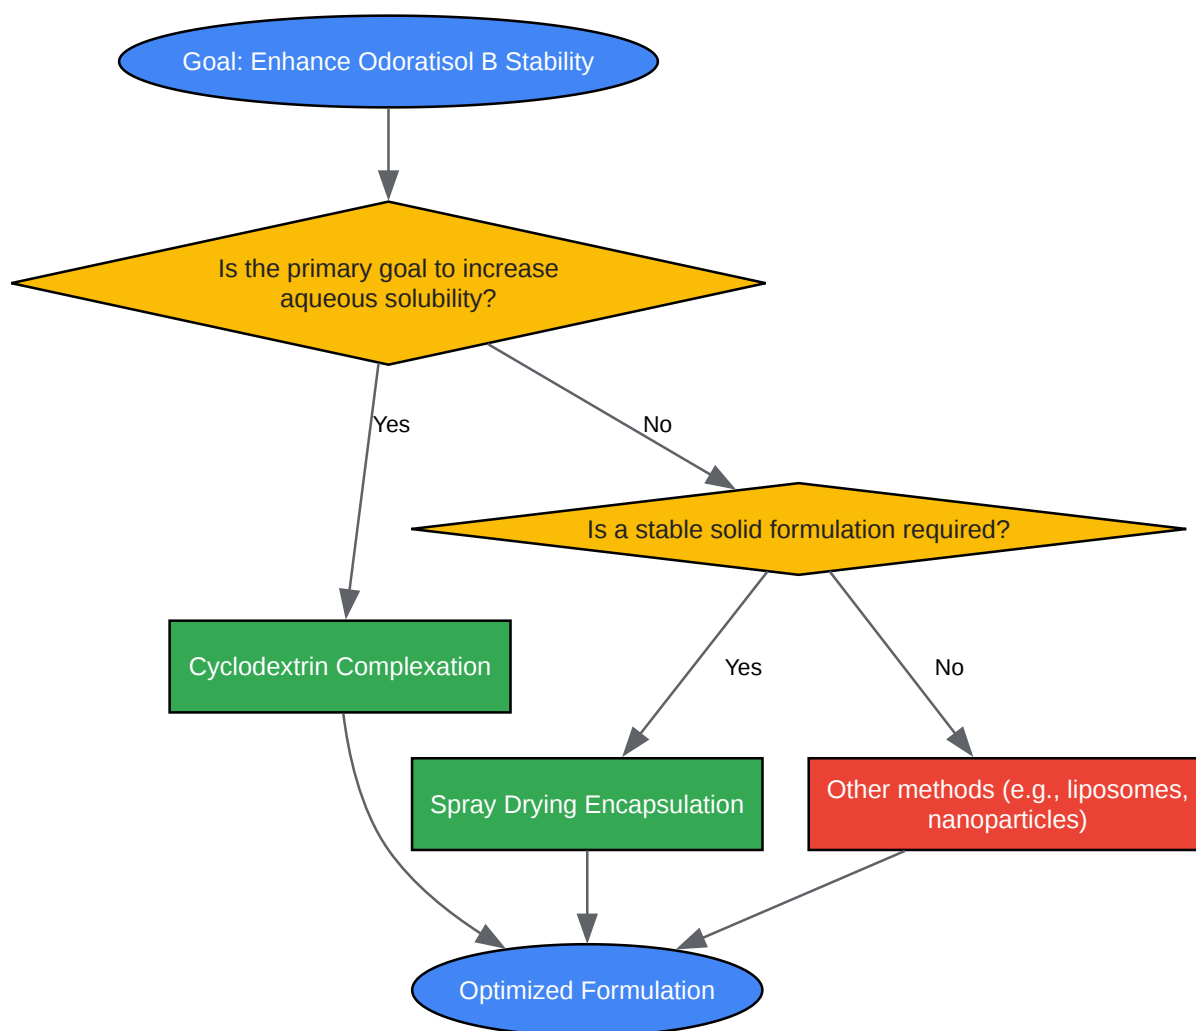 Goal: Enhance Odoratisol B Stability
Is the primary goal to increase
aqueous solubility?
Yes
No
Is a stable solid formulation required?
Cyclodextrin Complexation
Yes
No
Spray Drying Encapsulation
Other methods (e.g., liposomes,
nanoparticles)
Optimized Formulation